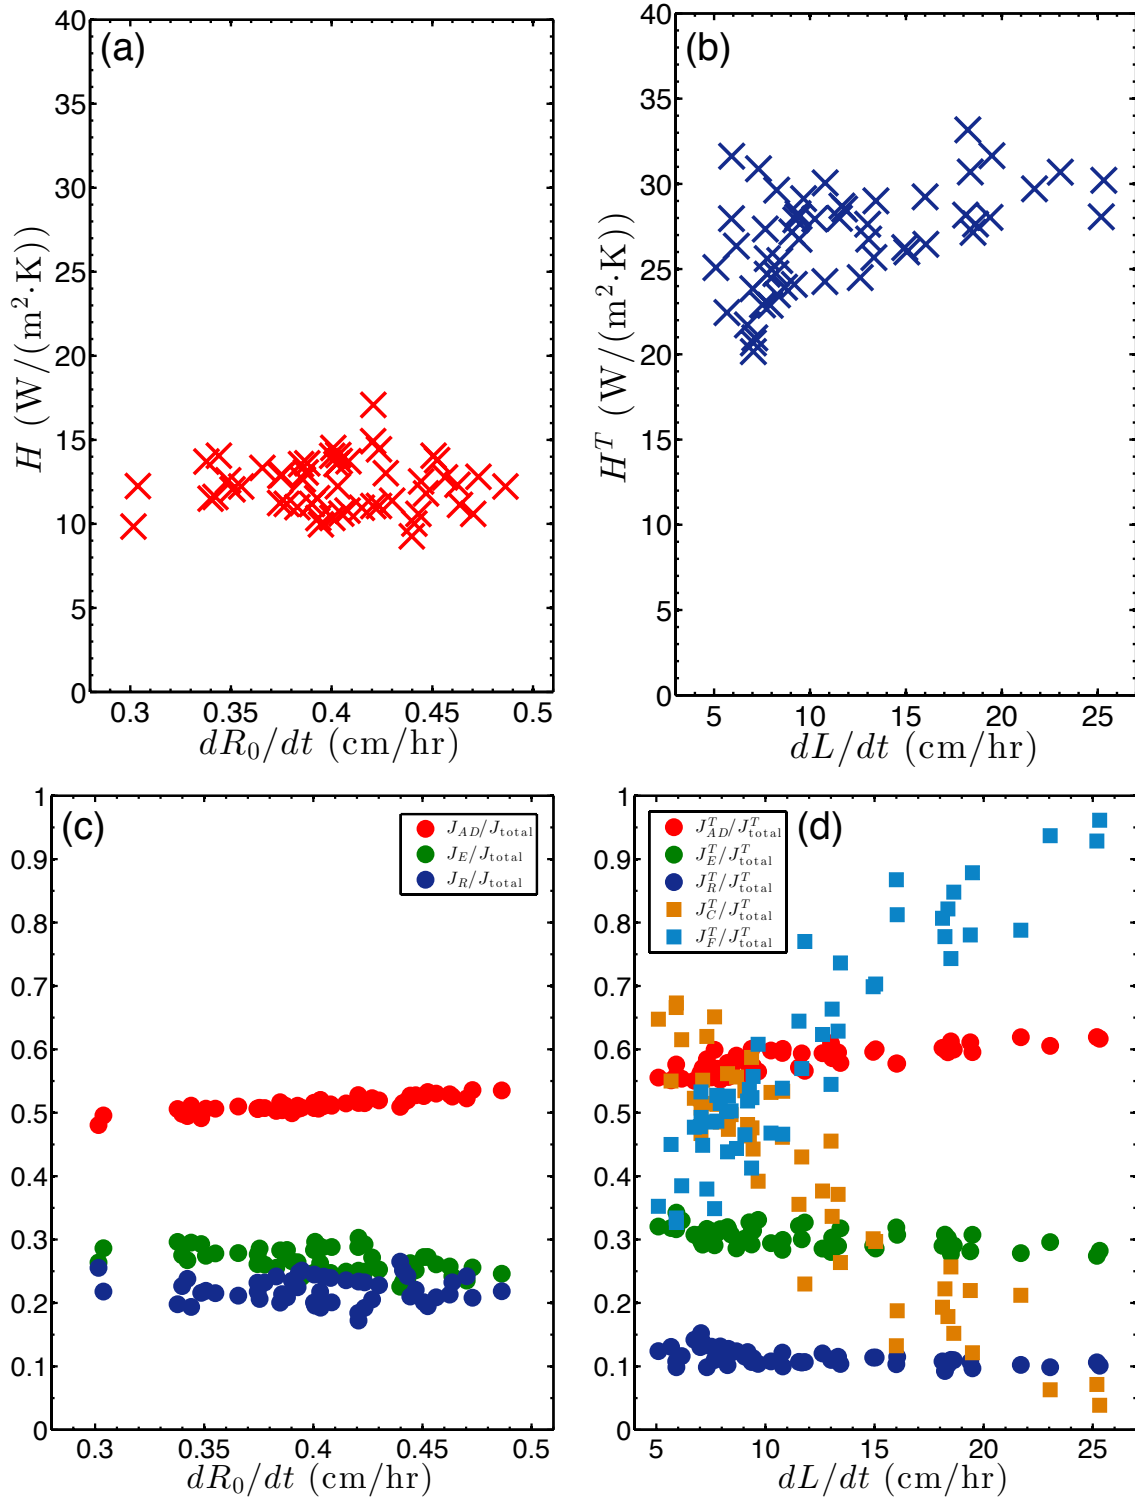 (a)
H (W/(m²·K))
40
35
30
25
20
15
10
5
0
0.3 0.35 0.4 0.45 0.5
dR₀/dt (cm/hr)
(b)
Hᵀ (W/(m²·K))
40
35
30
25
20
15
10
5
0
5 10 15 20 25
dL/dt (cm/hr)
(c)
J_AD/J_total
J_E/J_total
J_R/J_total
1
0.9
0.8
0.7
0.6
0.5
0.4
0.3
0.2
0.1
0
0.3 0.35 0.4 0.45 0.5
dR₀/dt (cm/hr)
(d)
J^T_AD/J^T_total
J^T_E/J^T_total
J^T_R/J^T_total
J^T_C/J^T_total
J^T_F/J^T_total
1
0.9
0.8
0.7
0.6
0.5
0.4
0.3
0.2
0.1
0
5 10 15 20 25
dL/dt (cm/hr)